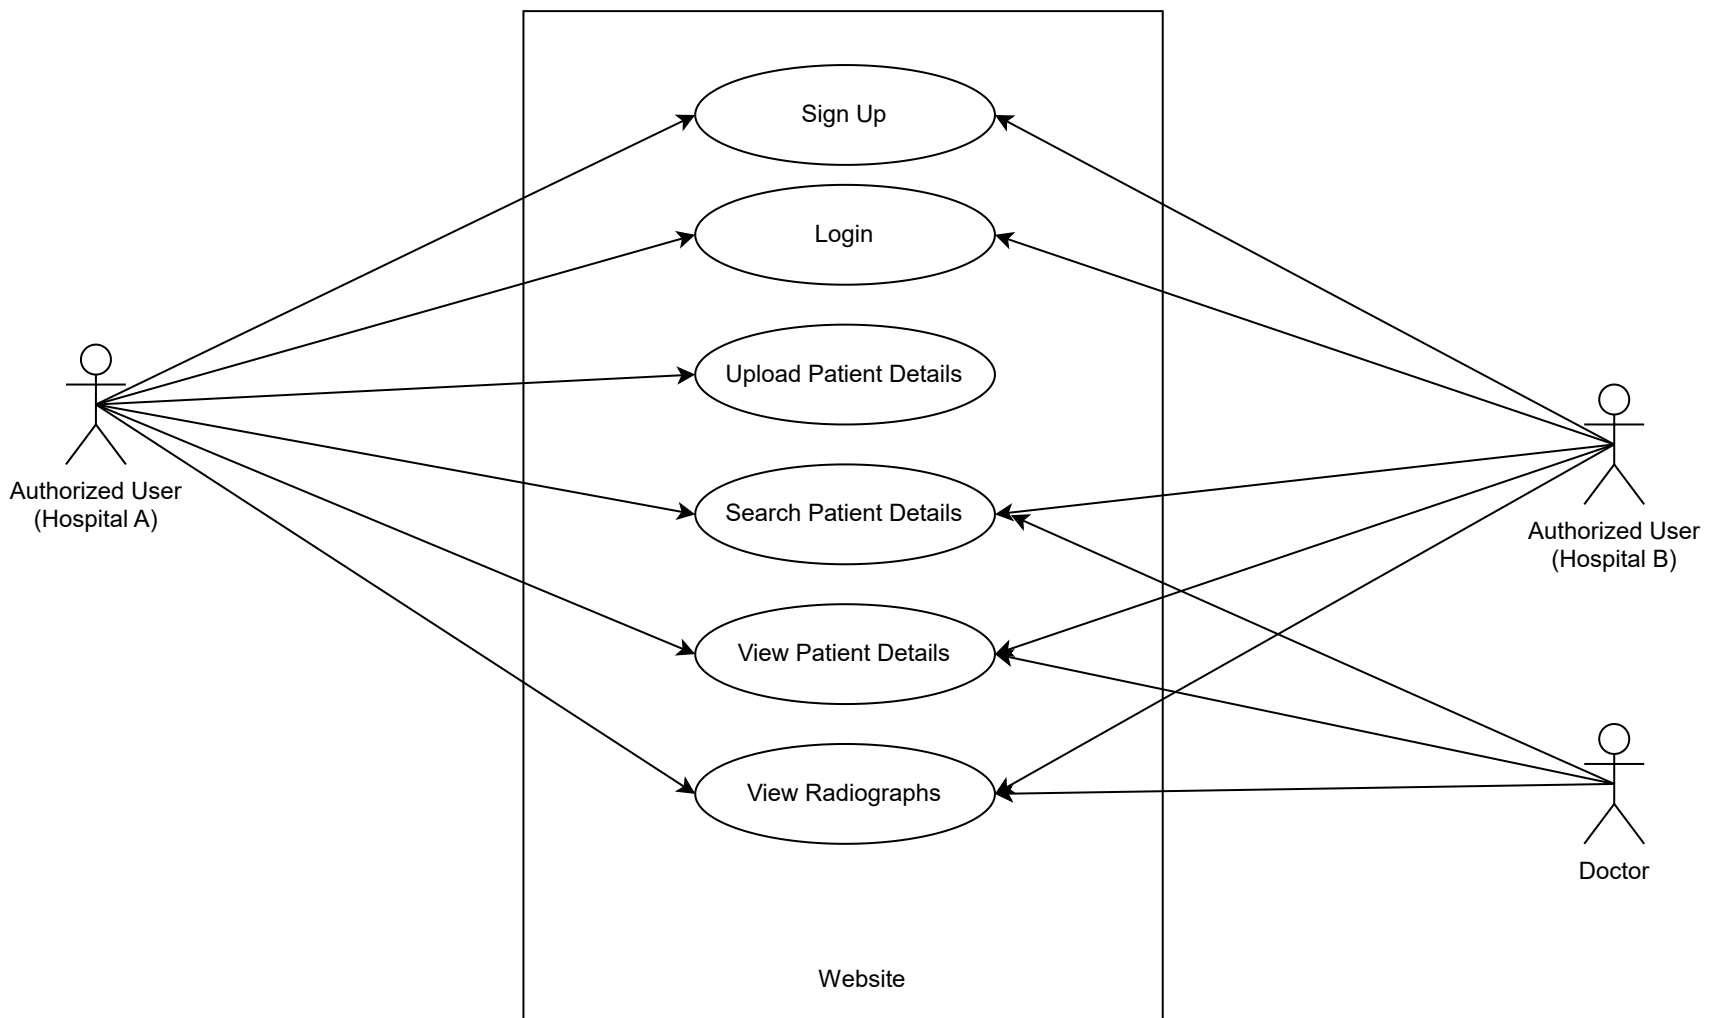 Sign Up
Login
Upload Patient Details
Search Patient Details
View Patient Details
View Radiographs
Authorized User
(Hospital A)
Authorized User
(Hospital B)
Doctor
Website